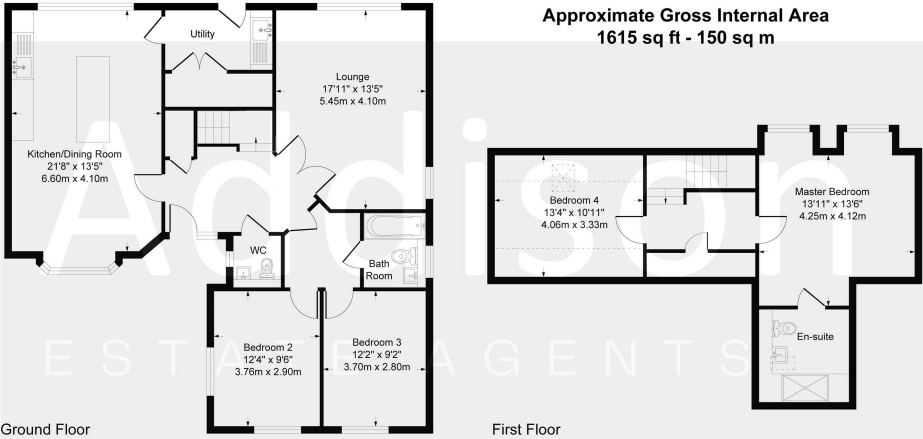 Approximate Gross Internal Area
1615 sq ft - 150 sq m
Utility
Lounge
17'11" x 13'5"
5.45m x 4.10m
Kitchen/Dining Room
21'8" x 13'5"
6.60m x 4.10m
WC
Bath
Room
Bedroom 2
12'4" x 9'6"
3.76m x 2.90m
Bedroom 3
12'2" x 9'2"
3.70m x 2.80m
Ground Floor
Bedroom 4
13'4" x 10'11"
4.06m x 3.33m
Master Bedroom
13'11" x 13'6"
4.25m x 4.12m
En-suite
First Floor
Addison
ESTATE AGENTS